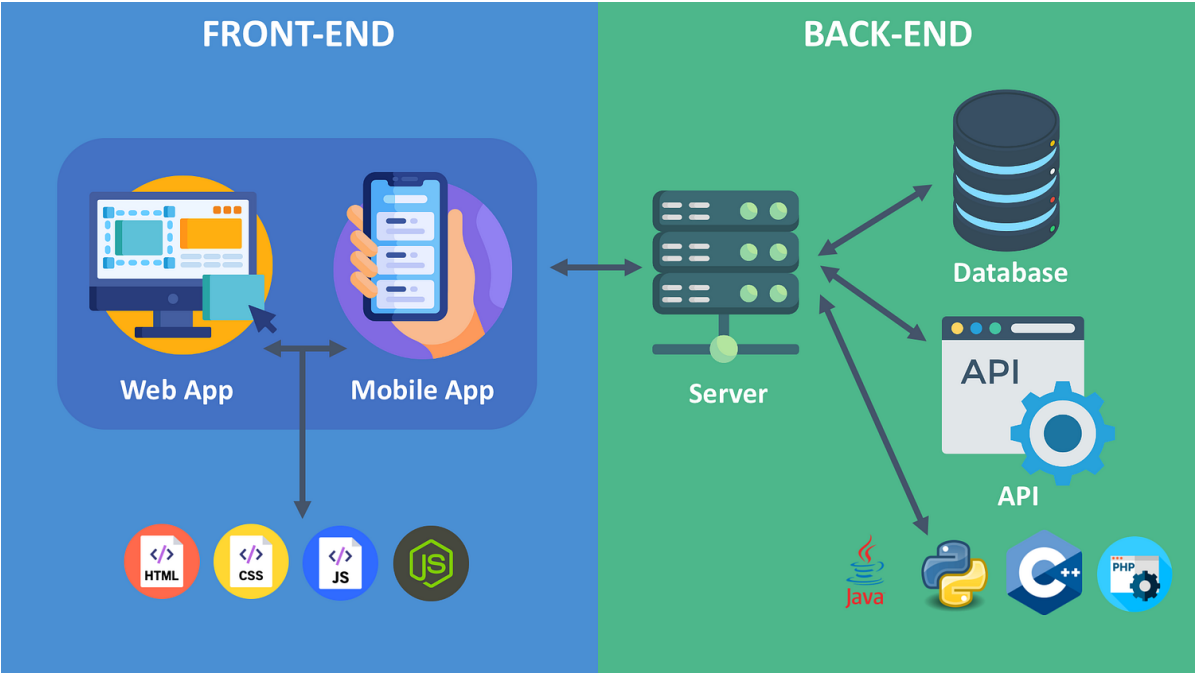 FRONT-END
BACK-END
Web App
Mobile App
Server
Database
API
API
HTML
CSS
JS
JS
Java
C++
PHP